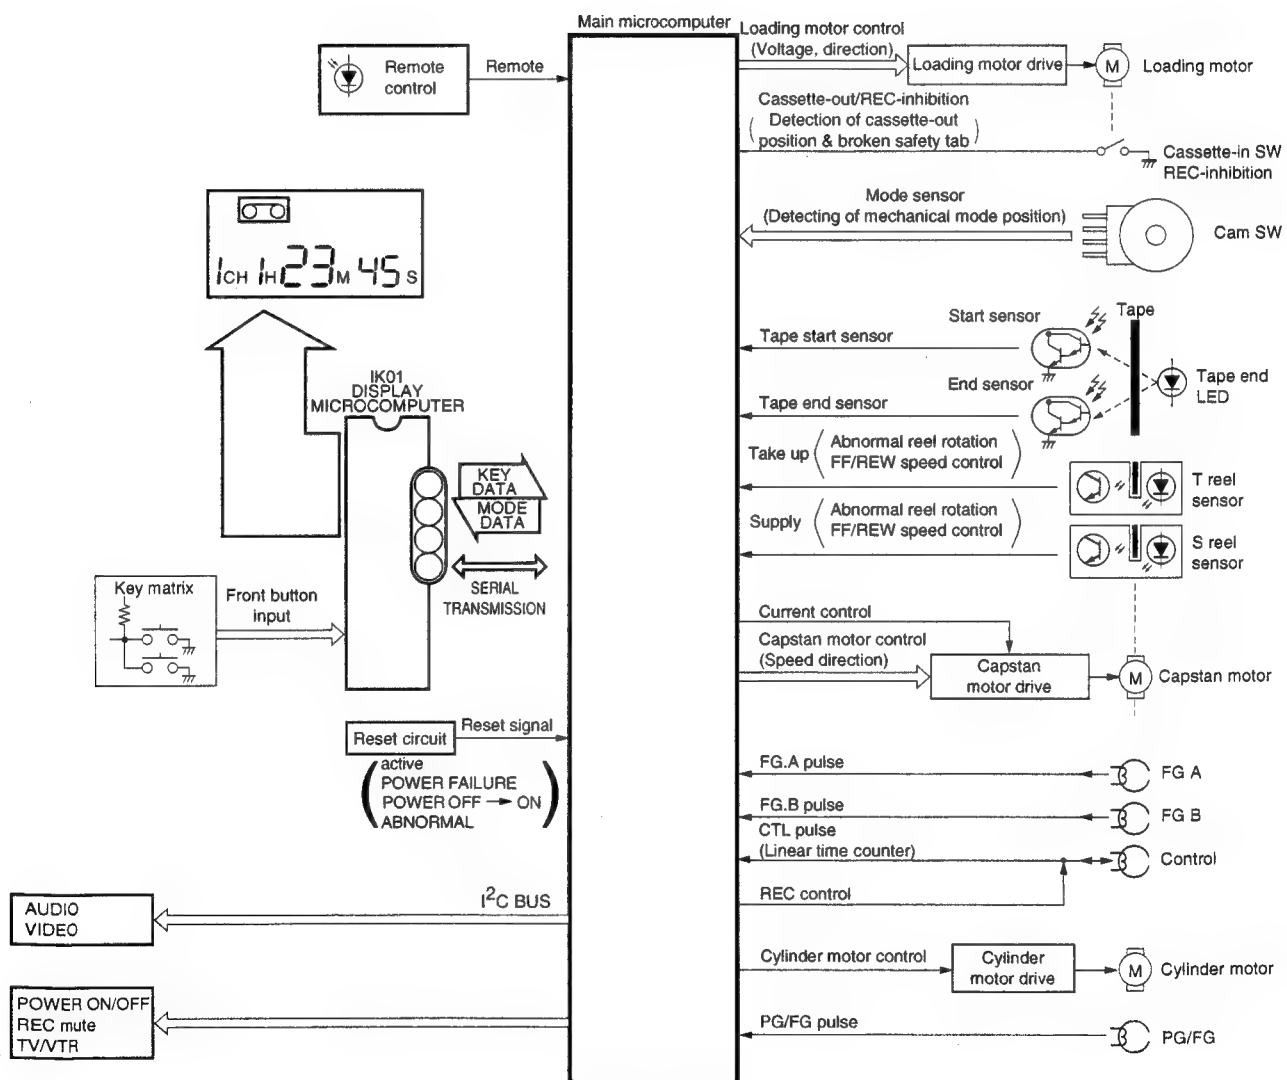 Main microcomputer
Remote
control
Remote
1CH 1H 23M 45S
IK01
DISPLAY
MICROCOMPUTER
KEY
DATA
MODE
DATA
SERIAL
TRANSMISSION
Key matrix
Front button
input
Reset circuit
Reset signal
active
POWER FAILURE
POWER OFF → ON
ABNORMAL
I²C BUS
AUDIO
VIDEO
POWER ON/OFF
REC mute
TV/VTR
Loading motor control
(Voltage, direction)
Loading motor drive
M
Loading motor
Cassette-out/REC-inhibition
(Detection of cassette-out
position & broken safety tab)
Cassette-in SW
REC-inhibition
Mode sensor
(Detecting of mechanical mode position)
Cam SW
Start sensor
Tape
Tape start sensor
End sensor
Tape end sensor
Tape end
LED
Take up
(Abnormal reel rotation
FF/REW speed control)
T reel
sensor
Supply
(Abnormal reel rotation
FF/REW speed control)
S reel
sensor
Current control
Capstan motor control
(Speed direction)
Capstan
motor drive
M
Capstan motor
FG.A pulse
FG A
FG.B pulse
FG B
CTL pulse
(Linear time counter)
Control
REC control
Cylinder motor control
Cylinder
motor drive
M
Cylinder motor
PG/FG pulse
PG/FG